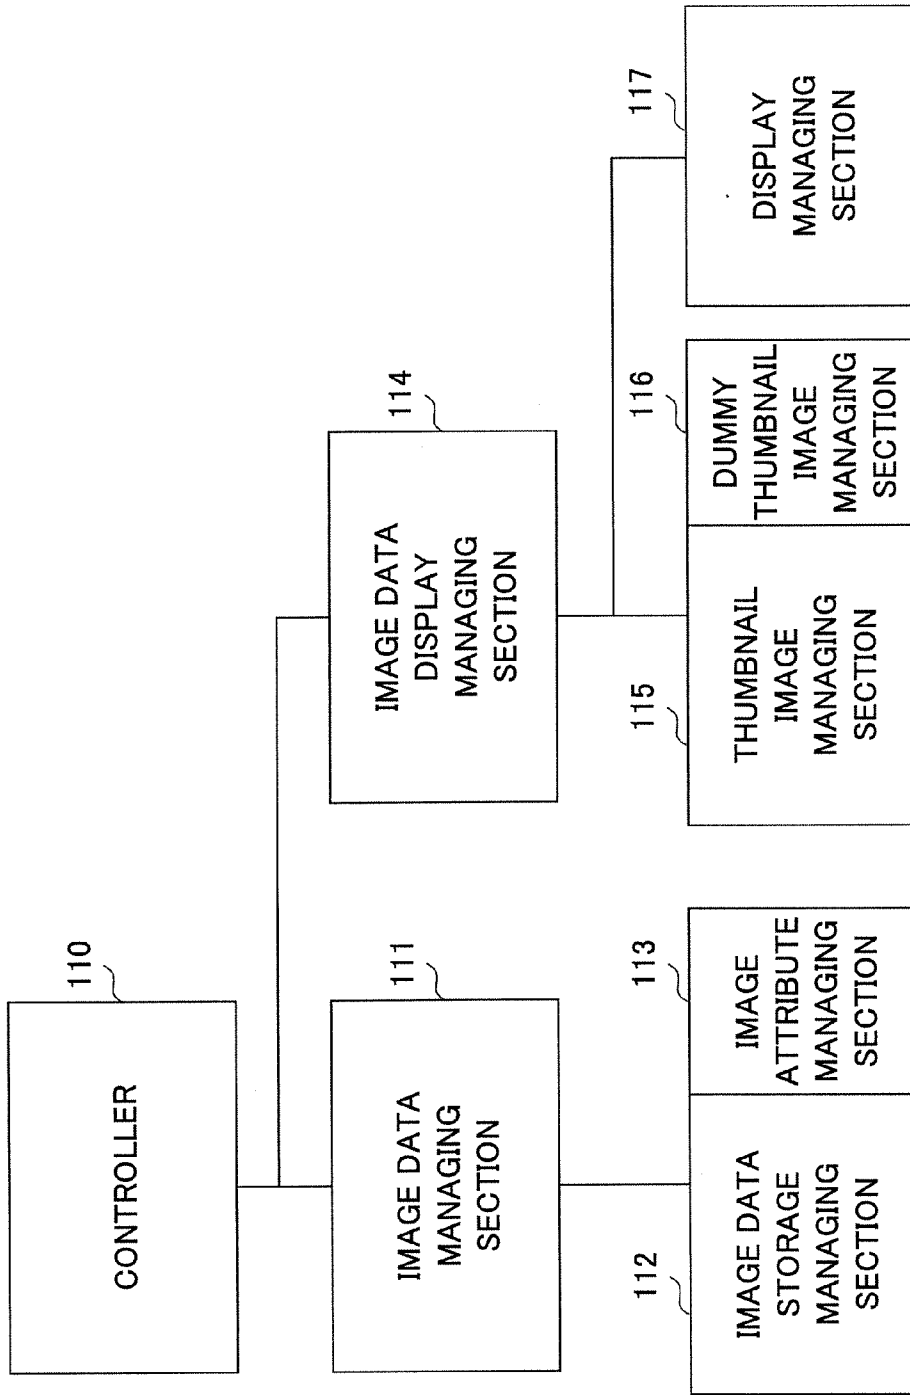 110
CONTROLLER
111
IMAGE DATA
MANAGING
SECTION
114
IMAGE DATA
DISPLAY
MANAGING
SECTION
112
IMAGE DATA
STORAGE
MANAGING
SECTION
113
IMAGE
ATTRIBUTE
MANAGING
SECTION
115
THUMBNAIL
IMAGE
MANAGING
SECTION
116
DUMMY
THUMBNAIL
IMAGE
MANAGING
SECTION
117
DISPLAY
MANAGING
SECTION